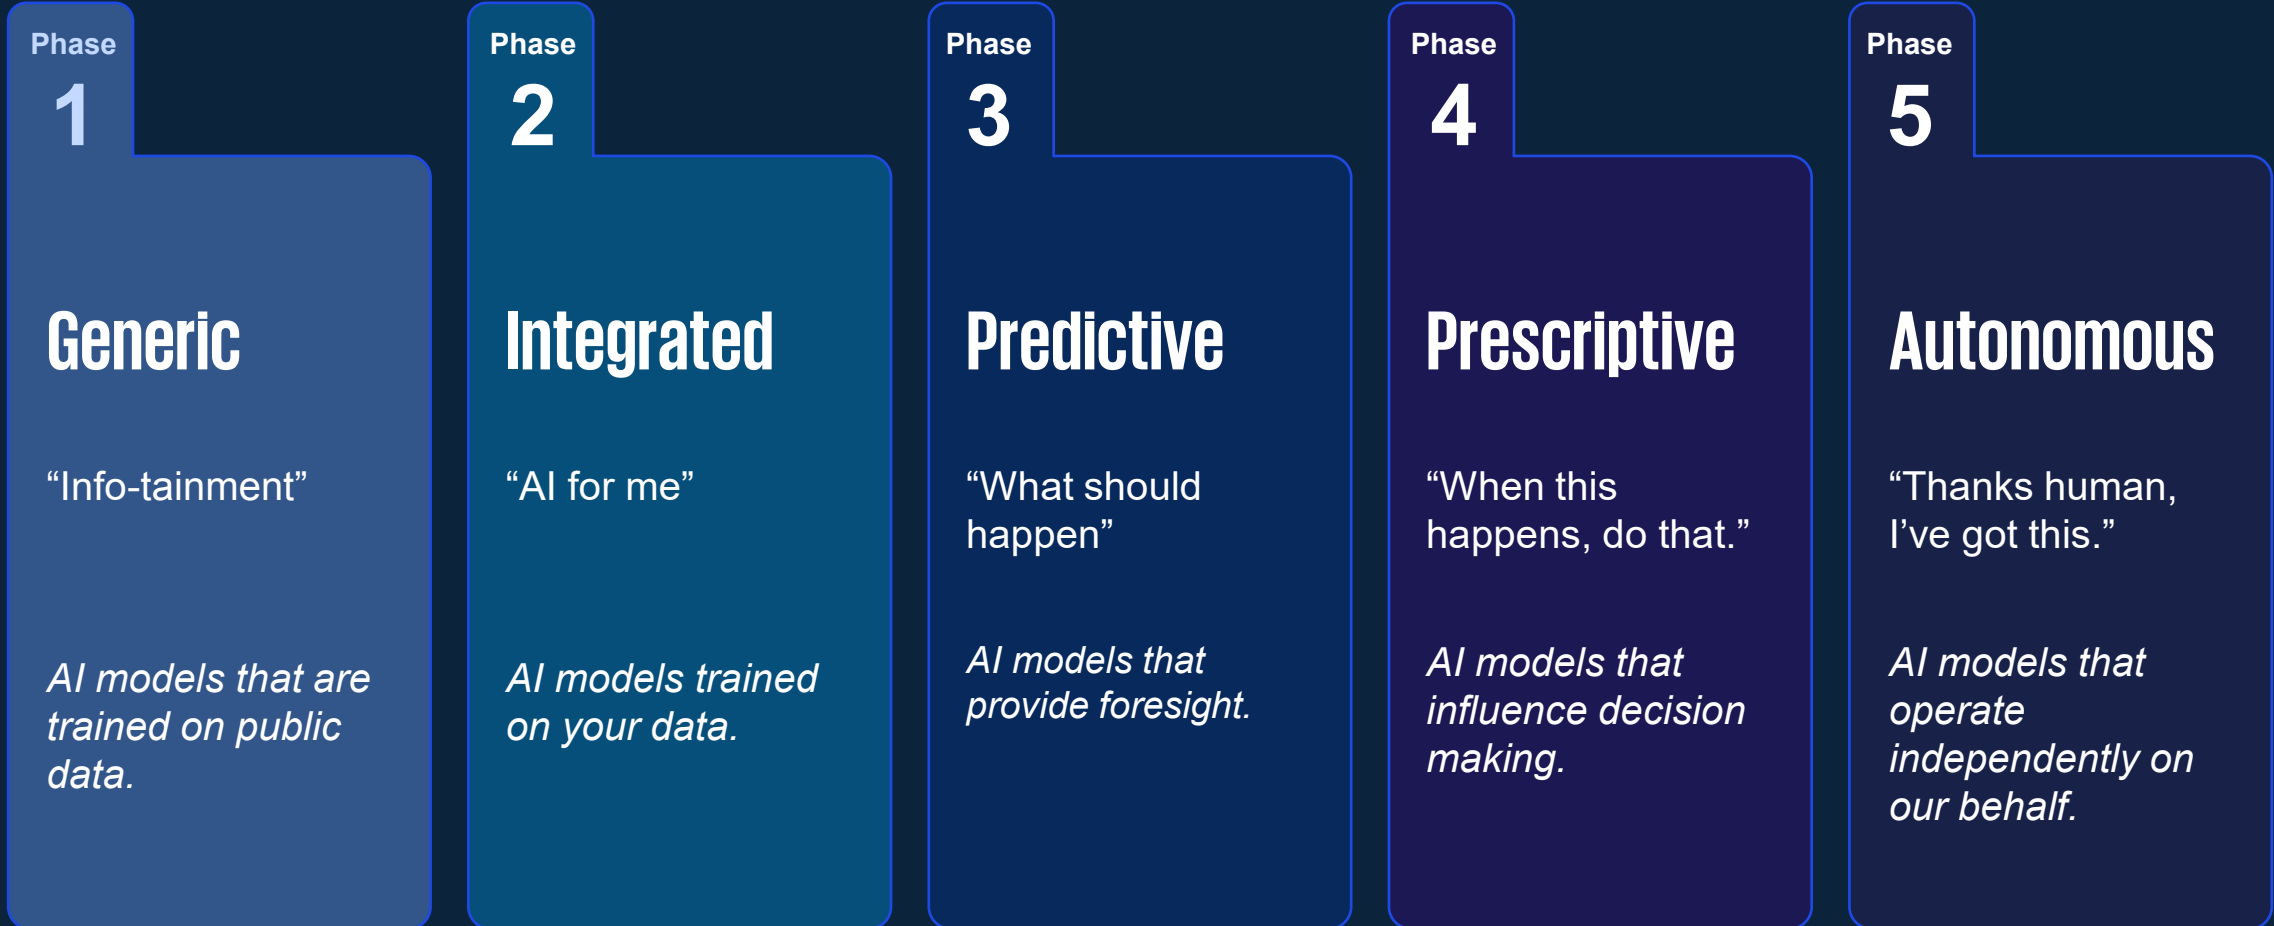 Phase
1
Generic
“Info-tainment”
AI models that are
trained on public
data.
Phase
2
Integrated
“AI for me”
AI models trained
on your data.
Phase
3
Predictive
“What should
happen”
AI models that
provide foresight.
Phase
4
Prescriptive
“When this
happens, do that.”
AI models that
influence decision
making.
Phase
5
Autonomous
“Thanks human,
I’ve got this.”
AI models that
operate
independently on
our behalf.